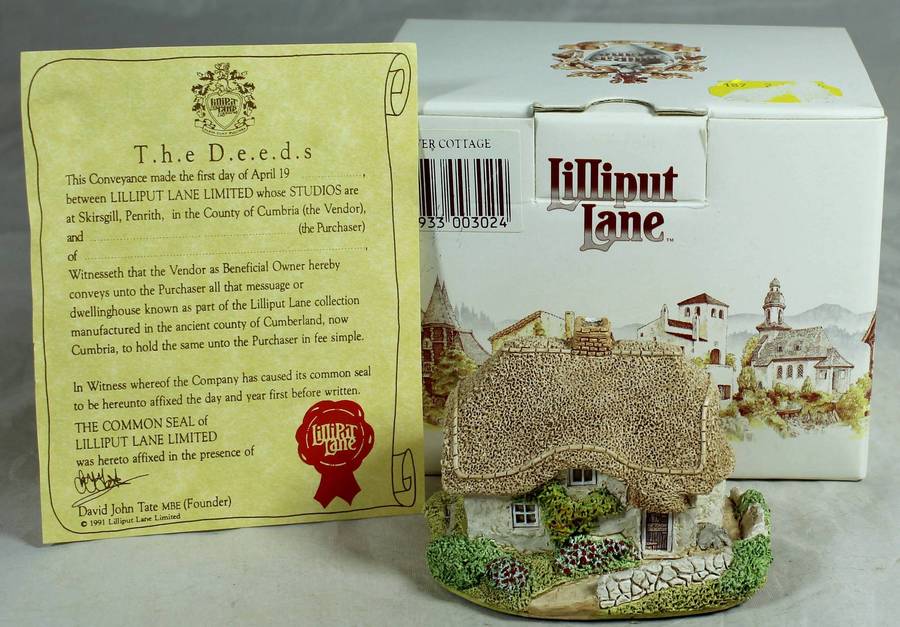 LILLIPUT
LANE
T.h.e D.e.e.d.s
This Conveyance made the first day of April 19 ,
between LILLIPUT LANE LIMITED whose STUDIOS are
at Skirsgill, Penrith, in the County of Cumbria (the Vendor),
and (the Purchaser)
of ,
Witnesseth that the Vendor as Beneficial Owner hereby
conveys unto the Purchaser all that message or
dwellinghouse known as part of the Lilliput Lane collection
manufactured in the ancient county of Cumberland, now
Cumbria, to hold the same unto the Purchaser in fee simple.
In Witness whereof the Company has caused its common seal
to be hereunto affixed the day and year first before written.
THE COMMON SEAL of
LILLIPUT LANE LIMITED
was hereto affixed in the presence of
David John Tate MBE (Founder)
© 1991 Lilliput Lane Limited
Lilliput
Lane
ER COTTAGE
933 003024
Lilliput
Lane™